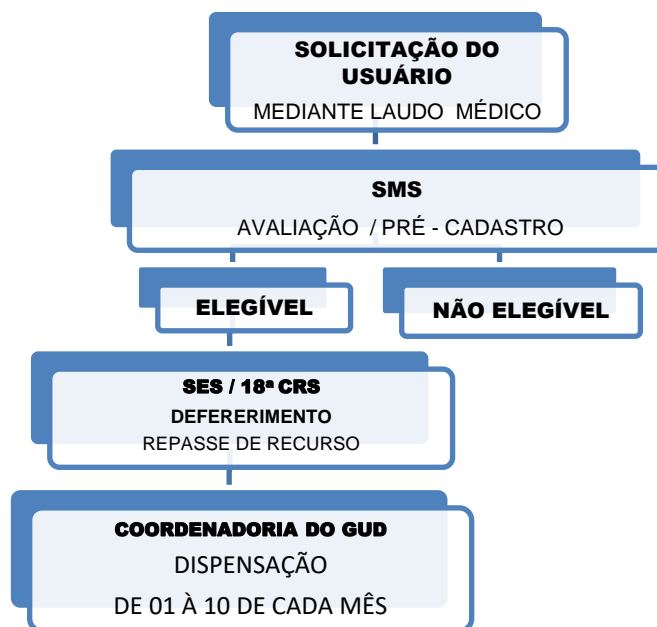 SOLICITAÇÃO DO
USUÁRIO
MEDIANTE LAUDO MÉDICO
SMS
AVALIAÇÃO / PRÉ - CADASTRO
ELEGÍVEL
NÃO ELEGÍVEL
SES / 18ª CRS
DEFERERIMENTO
REPASSE DE RECURSO
COORDENADORIA DO GUD
DISPENSAÇÃO
DE 01 À 10 DE CADA MÊS